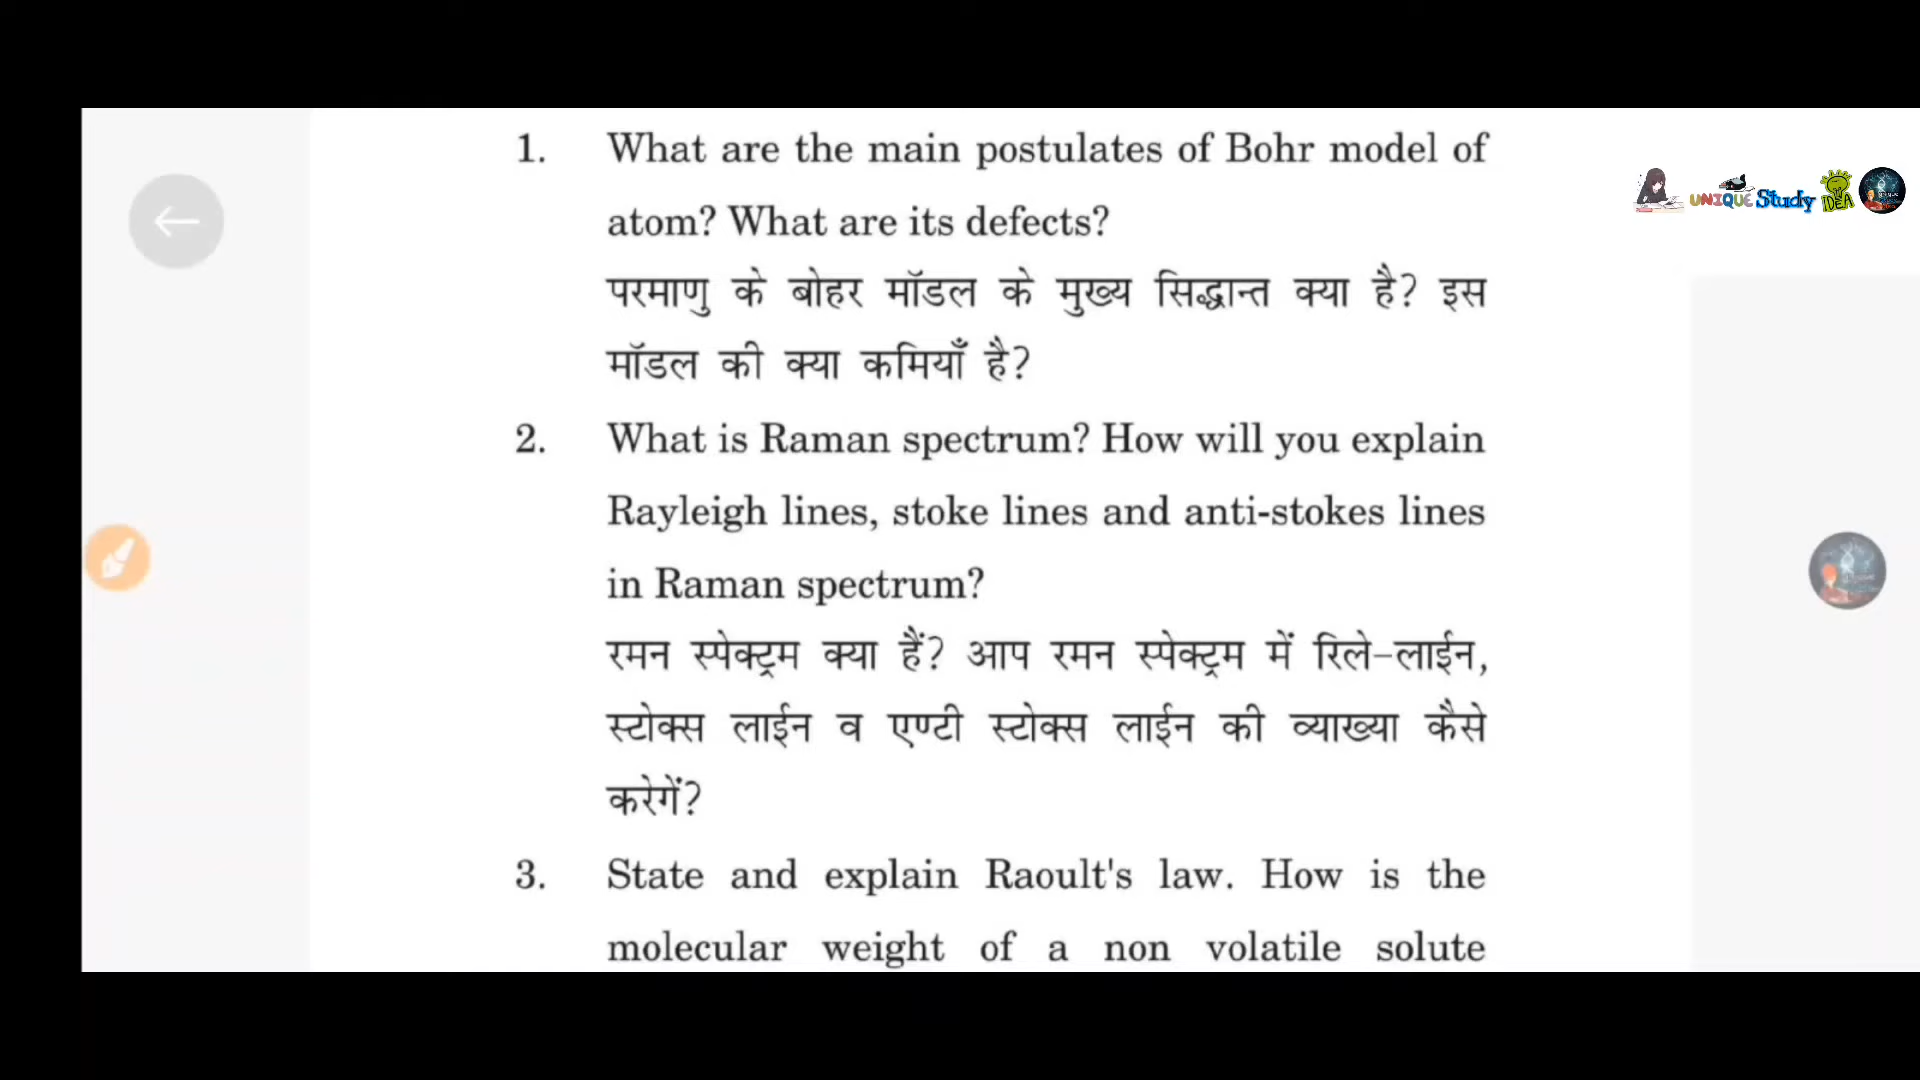 1. What are the main postulates of Bohr model of
atom? What are its defects?
परमाणु के बोहर मॉडल के मुख्य सिद्धान्त क्या है? इस
मॉडल की क्या कमियाँ है?
2. What is Raman spectrum? How will you explain
Rayleigh lines, stoke lines and anti-stokes lines
in Raman spectrum?
रमन स्पेक्ट्रम क्या हैं? आप रमन स्पेक्ट्रम में रिले-लाईन,
स्टोक्स लाईन व एण्टी स्टोक्स लाईन की व्याख्या कैसे
करेगें?
3. State and explain Raoult's law. How is the
molecular weight of a non volatile solute
UNIQUE Study IDEA